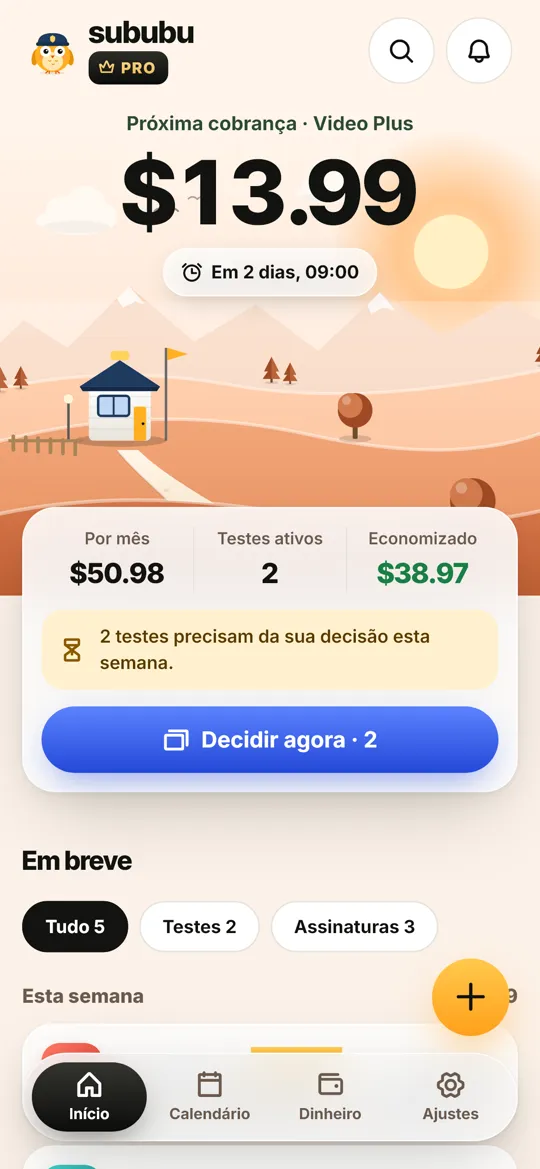 sububu
PRO
Próxima cobrança · Video Plus
$13.99
Em 2 dias, 09:00
Por mês
$50.98
Testes ativos
2
Economizado
$38.97
2 testes precisam da sua decisão esta
semana.
Decidir agora · 2
Em breve
Tudo 5
Testes 2
Assinaturas 3
Esta semana
Início
Calendário
Dinheiro
Ajustes